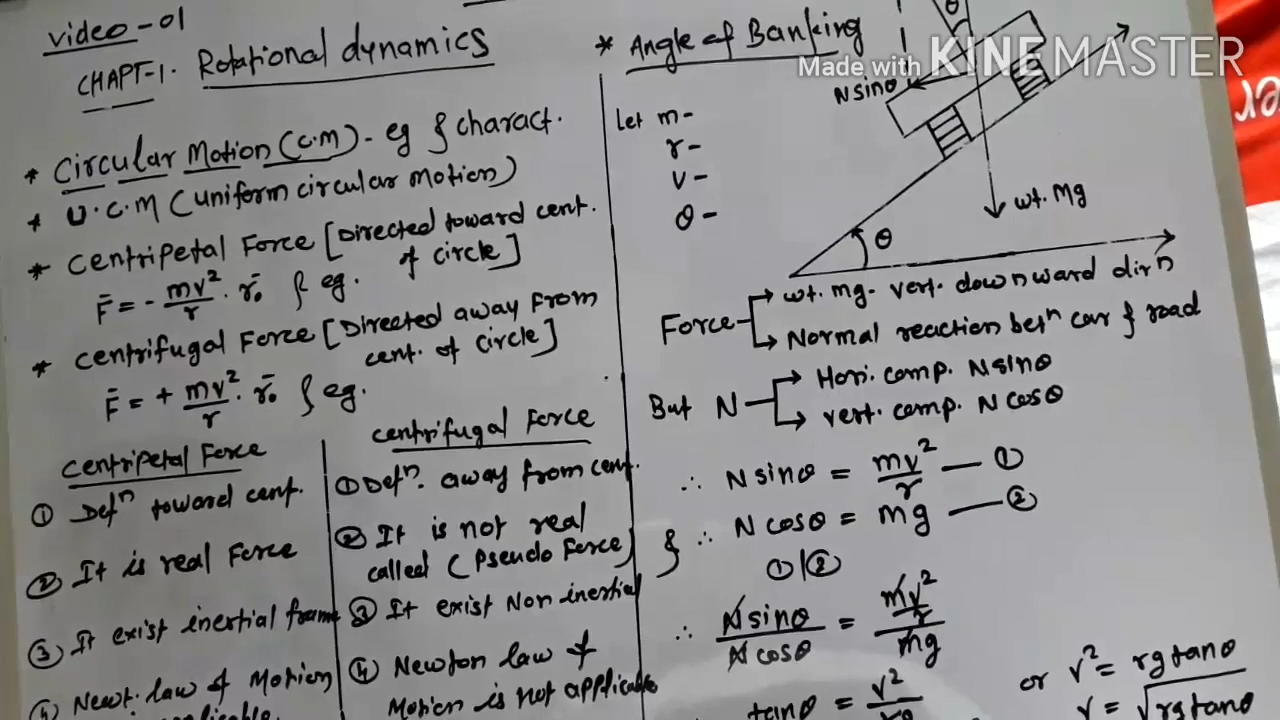 video-01
CHAPT-1. Rotational dynamics
* Circular Motion (C.M) - eg & charact.
* U.C.M (uniform circular motion)
* Centripetal Force [Directed toward cent. of circle]
F̄ = - mv²/r · r̄₀ & eg.
* Centrifugal Force [Directed away from cent. of circle]
F̄ = + mv²/r · r̄₀ & eg.
Centripetal Force
① Defⁿ toward cent.
② It is real Force
③ It exist inertial frame
④ Newt. law of Motion
applicable
centrifugal Force
① Defⁿ. away from cent.
② It is not real
called (Pseudo Force)
③ It exist Non inertial
④ Newton law of
Motion is not applicable
* Angle of Banking
Made with KINEMASTER
θ
N sinθ
wt. Mg
θ
Let m-
r-
v-
θ-
Force
wt. mg- vert. downward dirⁿ
Normal reaction betⁿ car & road
But N
Hori. comp. N sinθ
vert. comp. N cosθ
∴ N sinθ = mv²/r — ①
} ∴ N cosθ = mg — ②
①/②
∴ N sinθ / N cosθ = (mv²/r) / mg
tanθ = v²/rg
or v² = rg tanθ
v = √rg tanθ
er